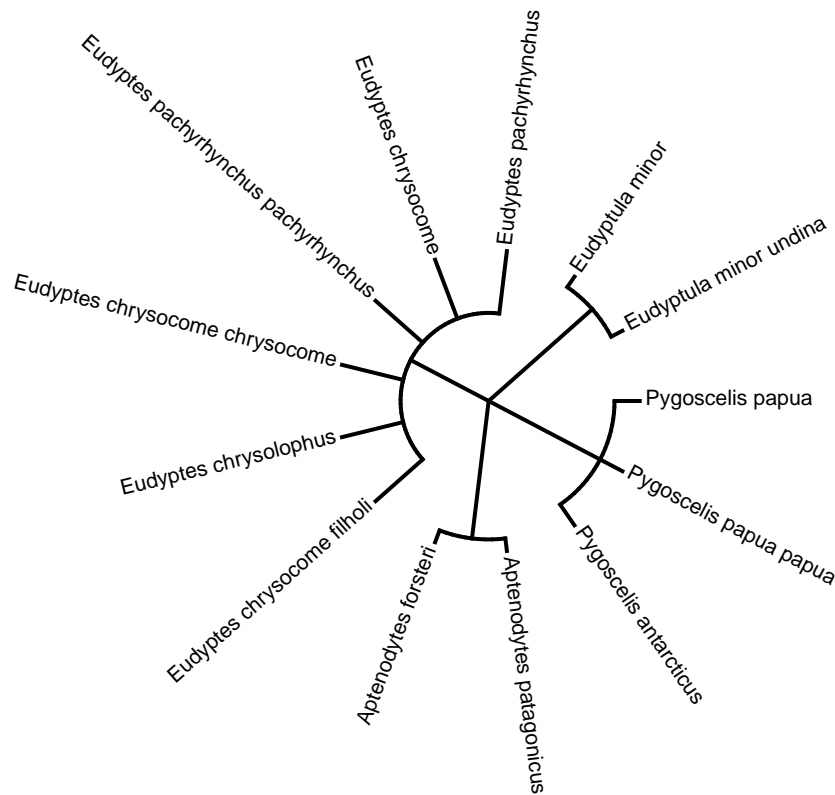 Eudyptes pachyrhynchus
Eudyptes chrysocome
Eudyptes pachyrhynchus pachyrhynchus
Eudyptula minor
Eudyptula minor undina
Eudyptes chrysocome chrysocome
Pygoscelis papua
Eudyptes chrysolophus
Pygoscelis papua papua
Eudyptes chrysocome filholi
Pygoscelis antarcticus
Aptenodytes forsteri
Aptenodytes patagonicus